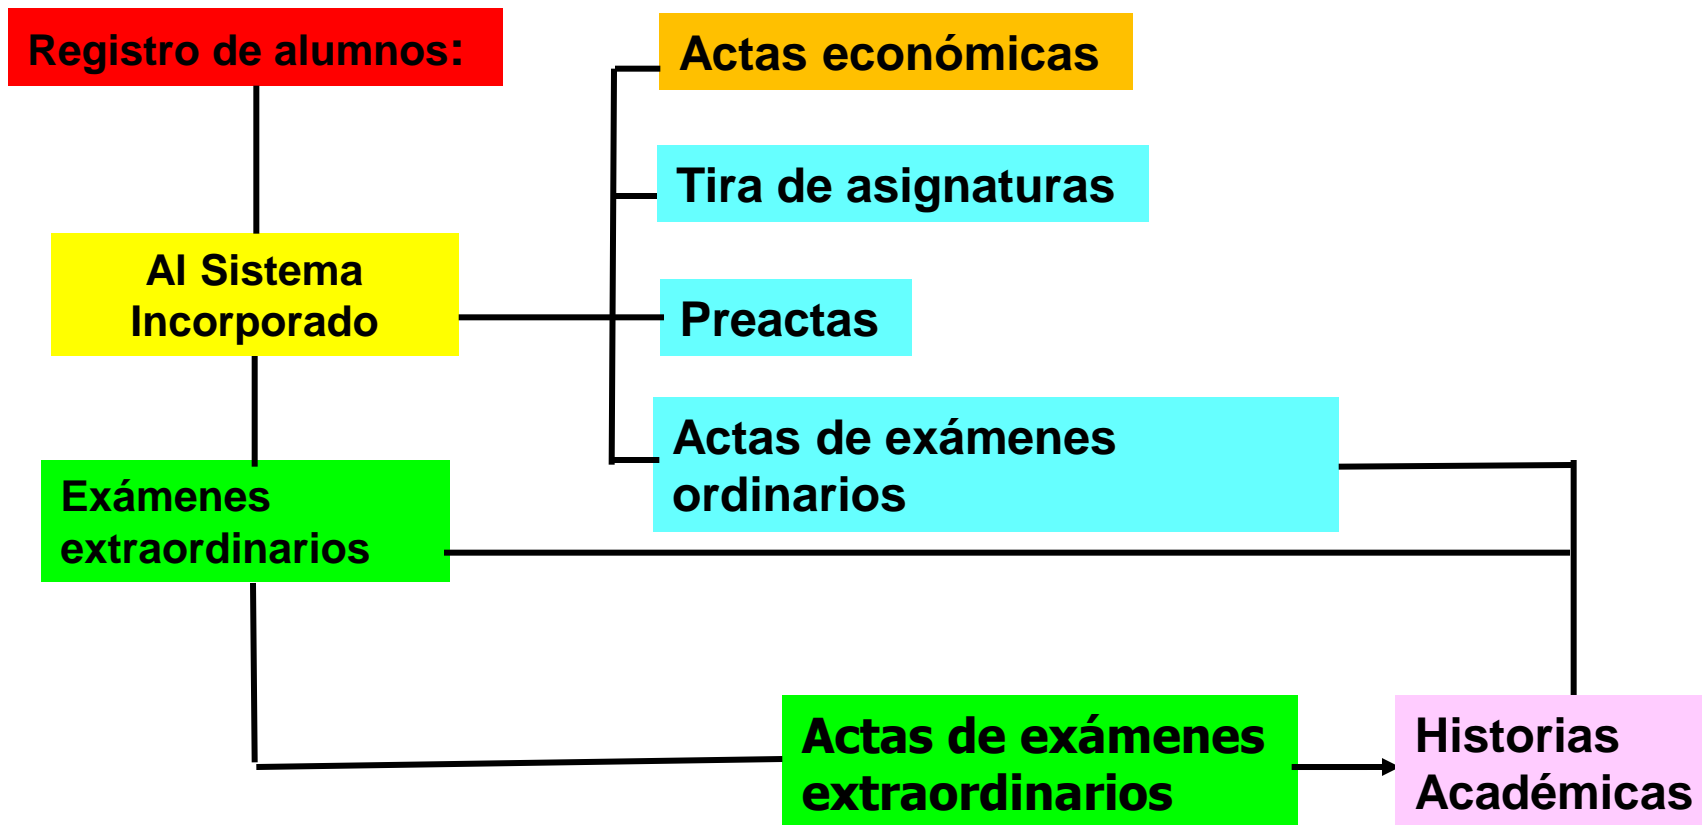 Registro de alumnos:
Actas económicas
Tira de asignaturas
Al Sistema
Incorporado
Preactas
Actas de exámenes
ordinarios
Exámenes
extraordinarios
Actas de exámenes
extraordinarios
Historias
Académicas